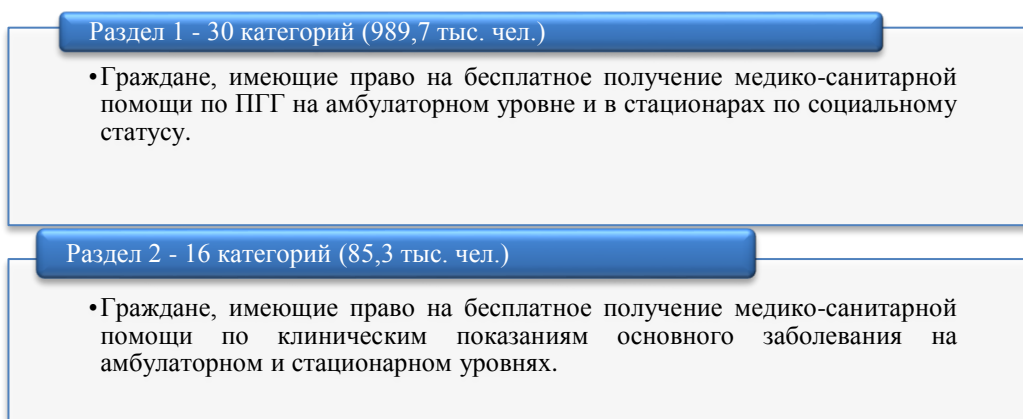 Раздел 1 - 30 категорий (989,7 тыс. чел.)
•Граждане, имеющие право на бесплатное получение медико-санитарной
помощи по ПГГ на амбулаторном уровне и в стационарах по социальному
статусу.
Раздел 2 - 16 категорий (85,3 тыс. чел.)
•Граждане, имеющие право на бесплатное получение медико-санитарной
помощи по клиническим показаниям основного заболевания на
амбулаторном и стационарном уровнях.